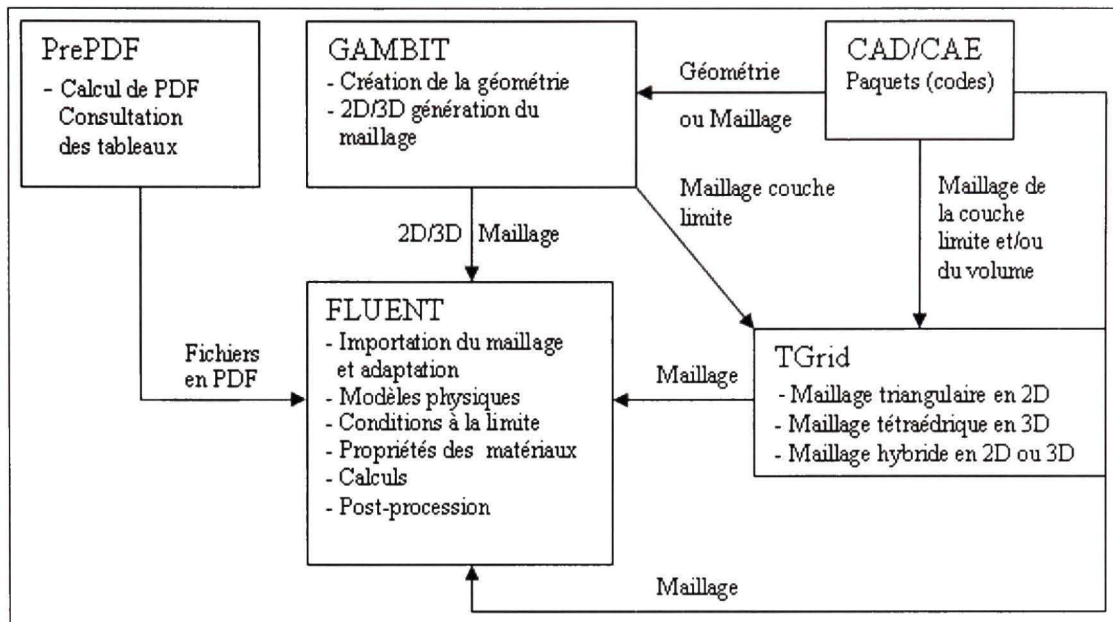 PrePDF
- Calcul de PDF
Consultation
des tableaux
GAMBIT
- Création de la géométrie
- 2D/3D génération du
maillage
Géométrie
ou Maillage
CAD/CAE
Paquets (codes)
2D/3D Maillage
Maillage couche
limite
Maillage de
la couche
limite et/ou
du volume
Fichiers
en PDF
FLUENT
- Importation du maillage
et adaptation
- Modèles physiques
- Conditions à la limite
- Propriétés des matériaux
- Calculs
- Post-procession
Maillage
TGrid
- Maillage triangulaire en 2D
- Maillage tétraédrique en 3D
- Maillage hybride en 2D ou 3D
Maillage